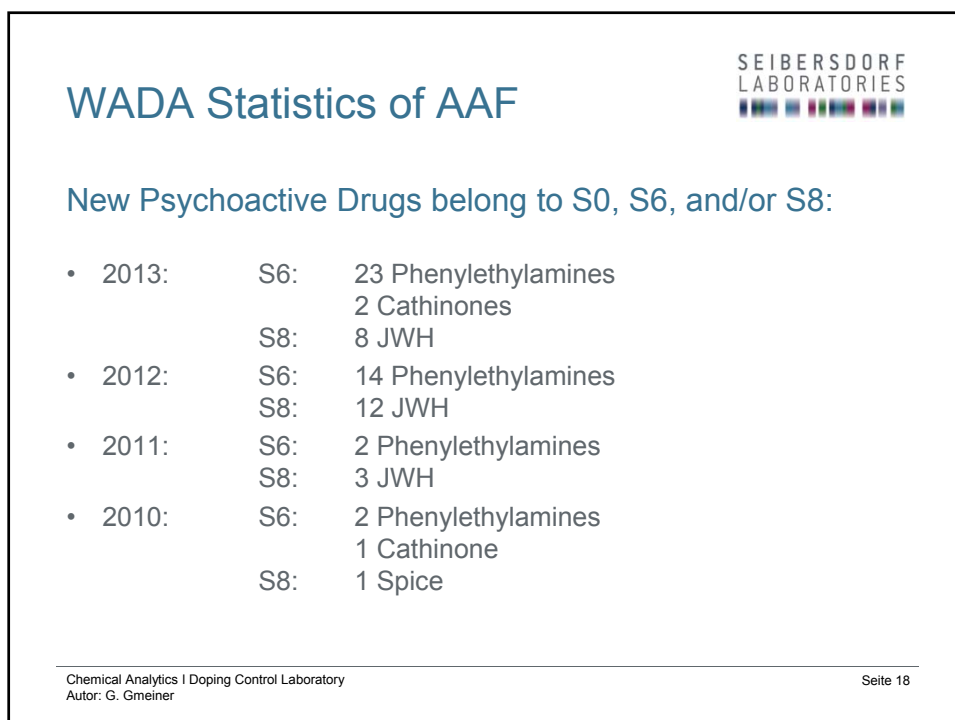 SEIBERSDORF
LABORATORIES
WADA Statistics of AAF
New Psychoactive Drugs belong to S0, S6, and/or S8:
• 2013: S6: 23 Phenylethylamines
2 Cathinones
S8: 8 JWH
• 2012: S6: 14 Phenylethylamines
S8: 12 JWH
• 2011: S6: 2 Phenylethylamines
S8: 3 JWH
• 2010: S6: 2 Phenylethylamines
1 Cathinone
S8: 1 Spice
Chemical Analytics I Doping Control Laboratory Seite 18
Autor: G. Gmeiner